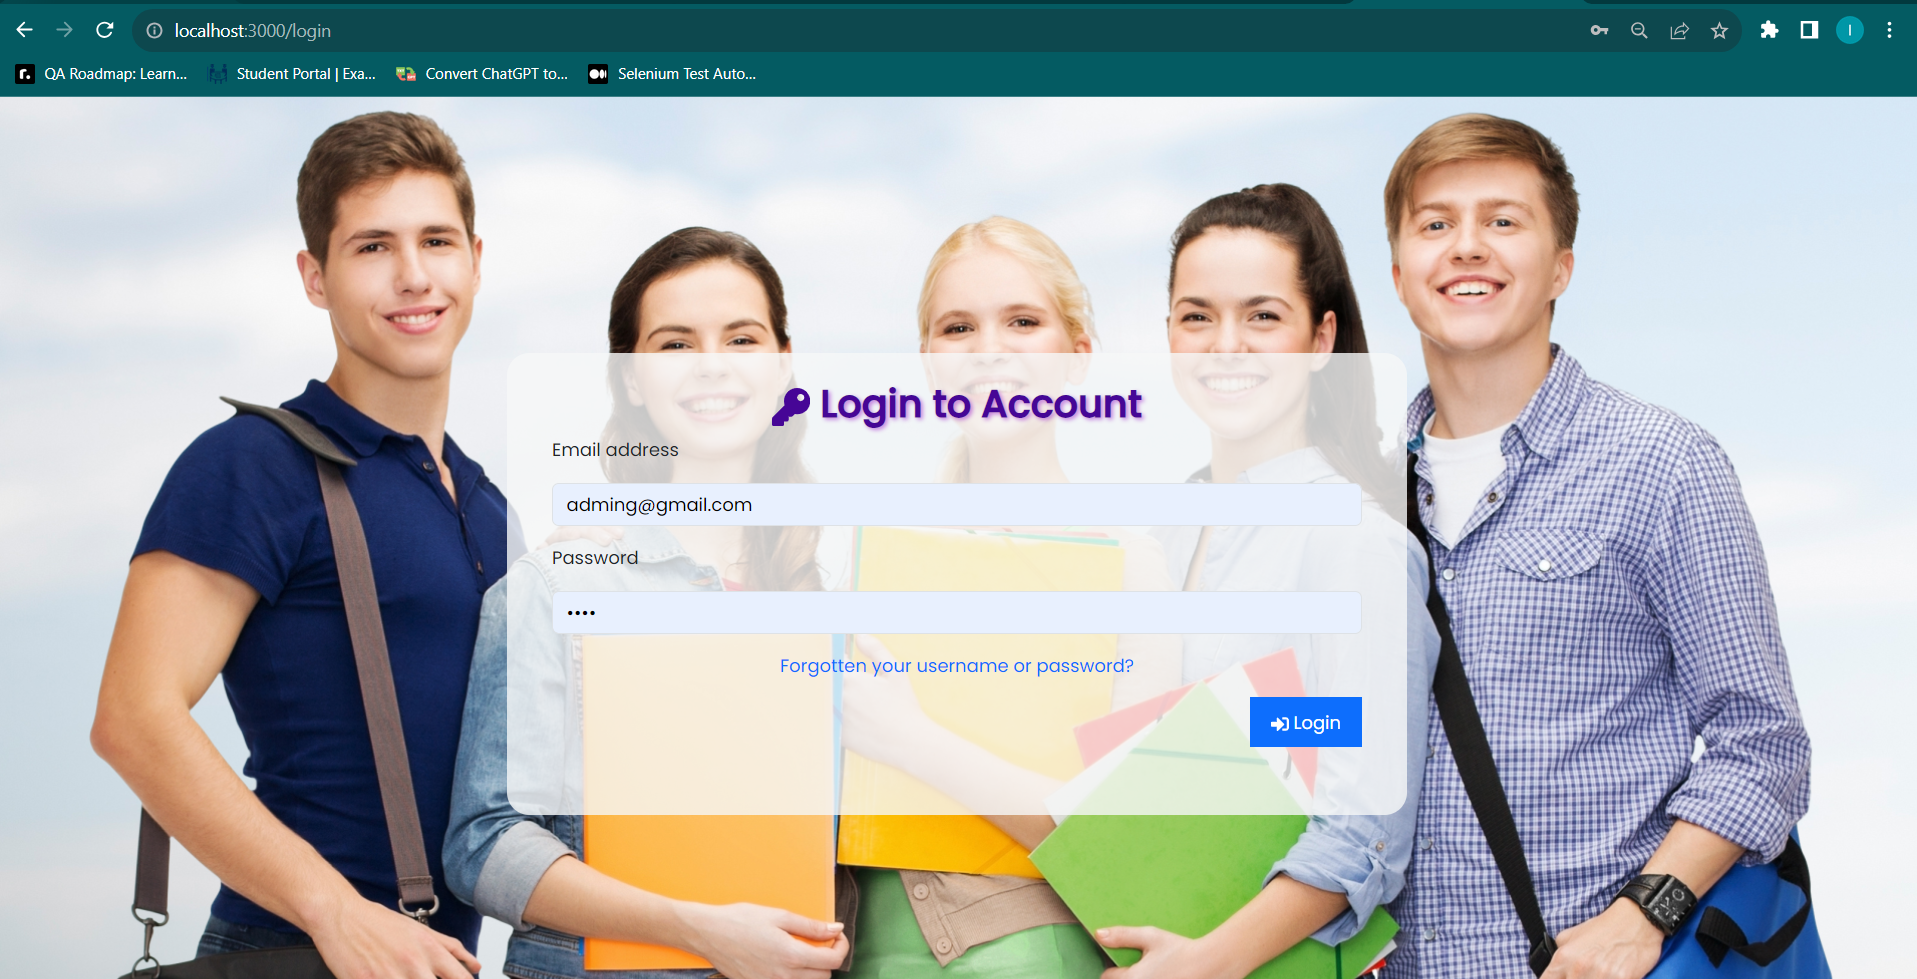 localhost:3000/login
I
QA Roadmap: Learn... Student Portal | Exa... Convert ChatGPT to... Selenium Test Auto...
Login to Account
Email address
adming@gmail.com
Password
••••
Forgotten your username or password?
Login